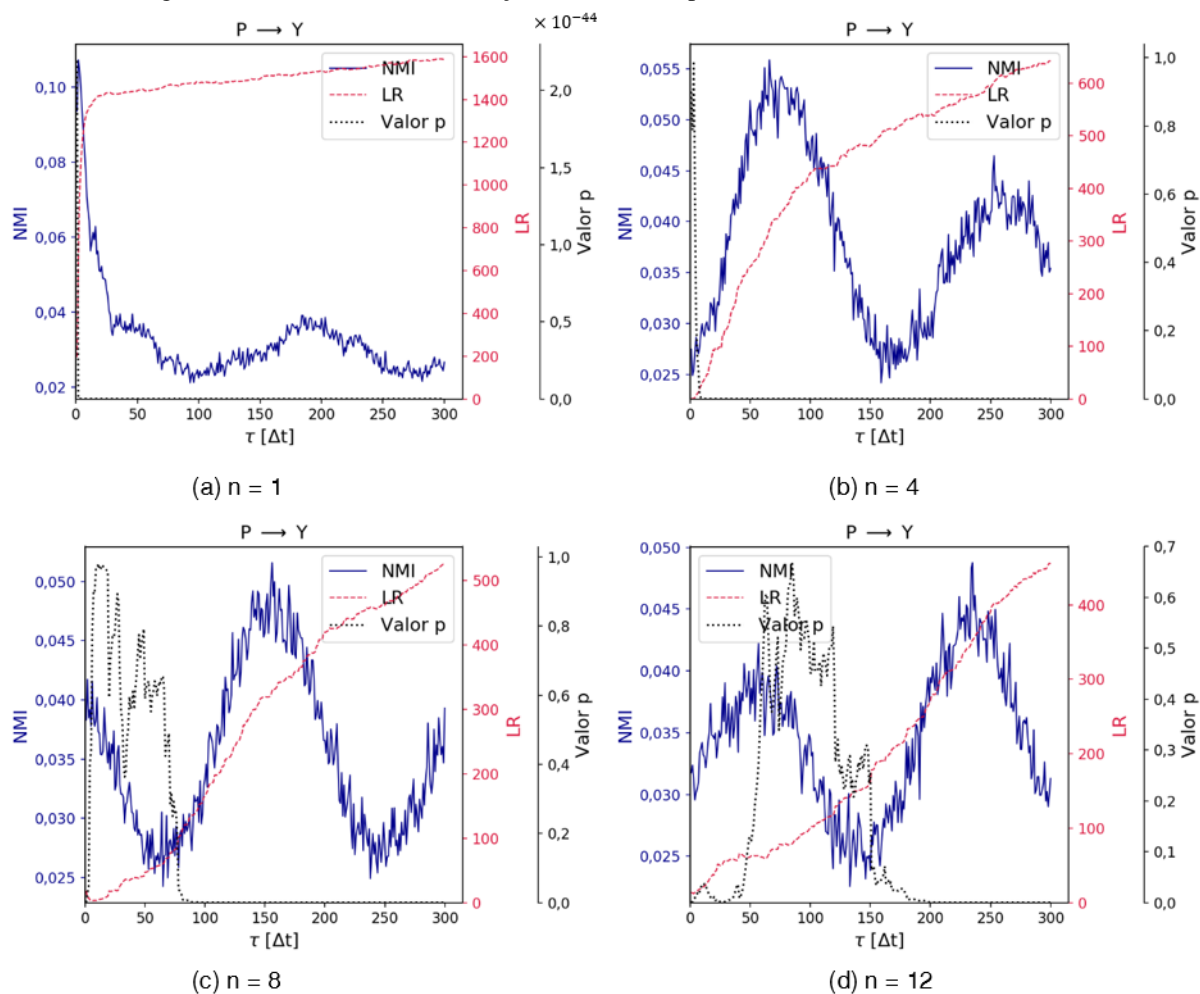 × 10⁻⁴⁴
P ⟶ Y
NMI
LR
Valor p
0,10
0,08
0,06
0,04
0,02
NMI
1600
1400
1200
1000
800
600
400
200
0
LR
2,0
1,5
1,0
0,5
0,0
Valor p
0 50 100 150 200 250 300
τ [Δt]
(a) n = 1
P ⟶ Y
NMI
LR
Valor p
0,055
0,050
0,045
0,040
0,035
0,030
0,025
NMI
600
500
400
300
200
100
0
LR
1,0
0,8
0,6
0,4
0,2
0,0
Valor p
0 50 100 150 200 250 300
τ [Δt]
(b) n = 4
P ⟶ Y
NMI
LR
Valor p
0,050
0,045
0,040
0,035
0,030
0,025
NMI
500
400
300
200
100
0
LR
1,0
0,8
0,6
0,4
0,2
0,0
Valor p
0 50 100 150 200 250 300
τ [Δt]
(c) n = 8
P ⟶ Y
NMI
LR
Valor p
0,050
0,045
0,040
0,035
0,030
0,025
NMI
400
300
200
100
0
LR
0,7
0,6
0,5
0,4
0,3
0,2
0,1
0,0
Valor p
0 50 100 150 200 250 300
τ [Δt]
(d) n = 12